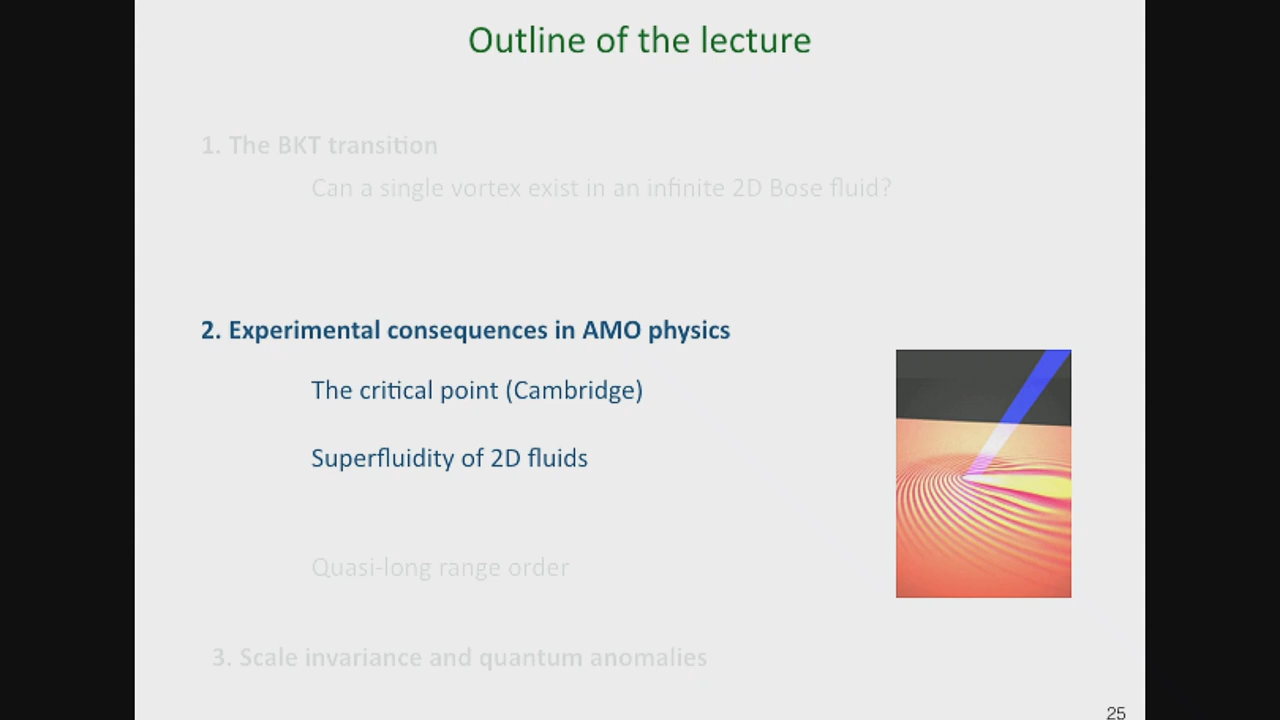 Outline of the lecture
1. The BKT transition
Can a single vortex exist in an infinite 2D Bose fluid?
2. Experimental consequences in AMO physics
The critical point (Cambridge)
Superfluidity of 2D fluids
Quasi-long range order
3. Scale invariance and quantum anomalies
25